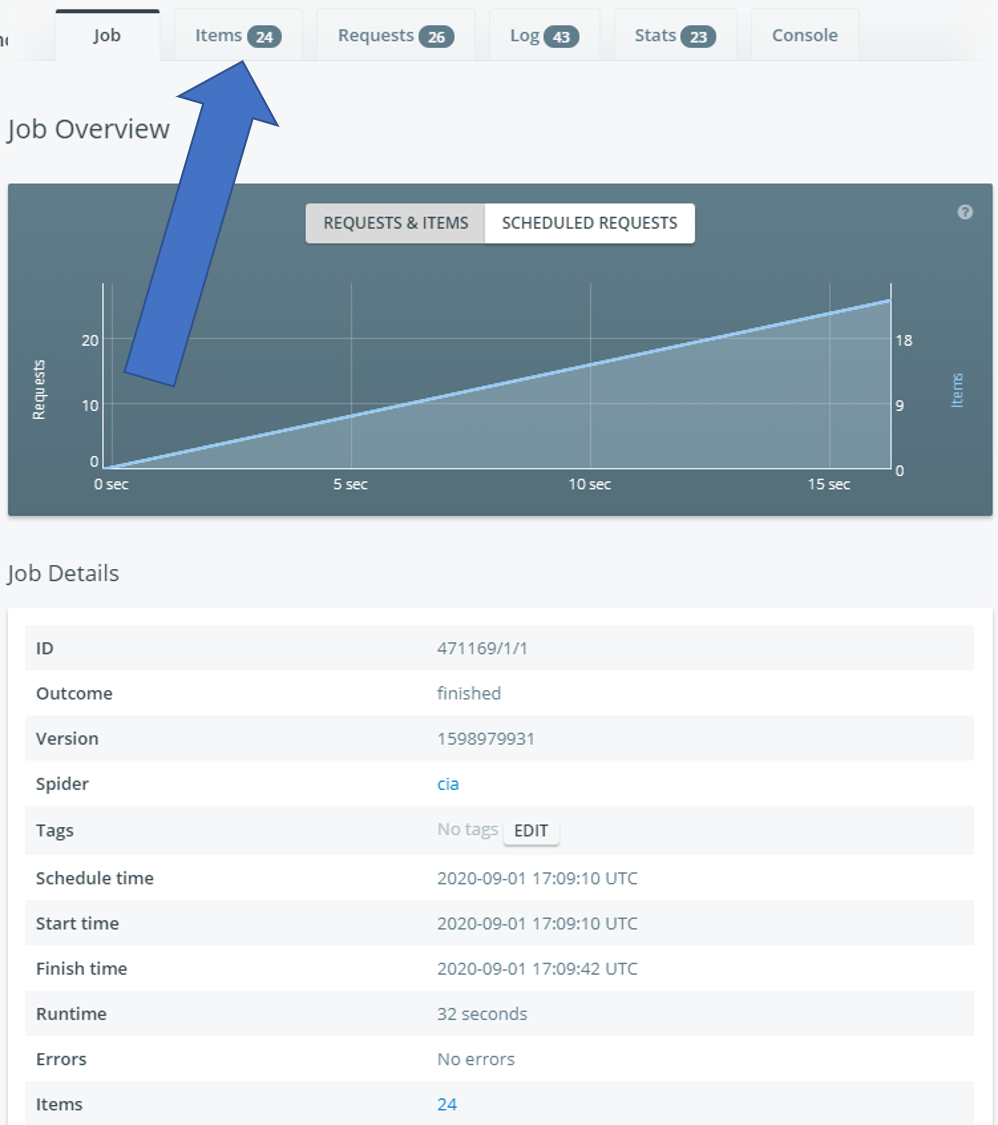 Job Items 24 Requests 26 Log 43 Stats 23 Console
Job Overview
REQUESTS & ITEMS SCHEDULED REQUESTS
?
Requests
20
10
0
18
9
0
Items
0 sec 5 sec 10 sec 15 sec
Job Details
ID 471169/1/1
Outcome finished
Version 1598979931
Spider cia
Tags No tags EDIT
Schedule time 2020-09-01 17:09:10 UTC
Start time 2020-09-01 17:09:10 UTC
Finish time 2020-09-01 17:09:42 UTC
Runtime 32 seconds
Errors No errors
Items 24